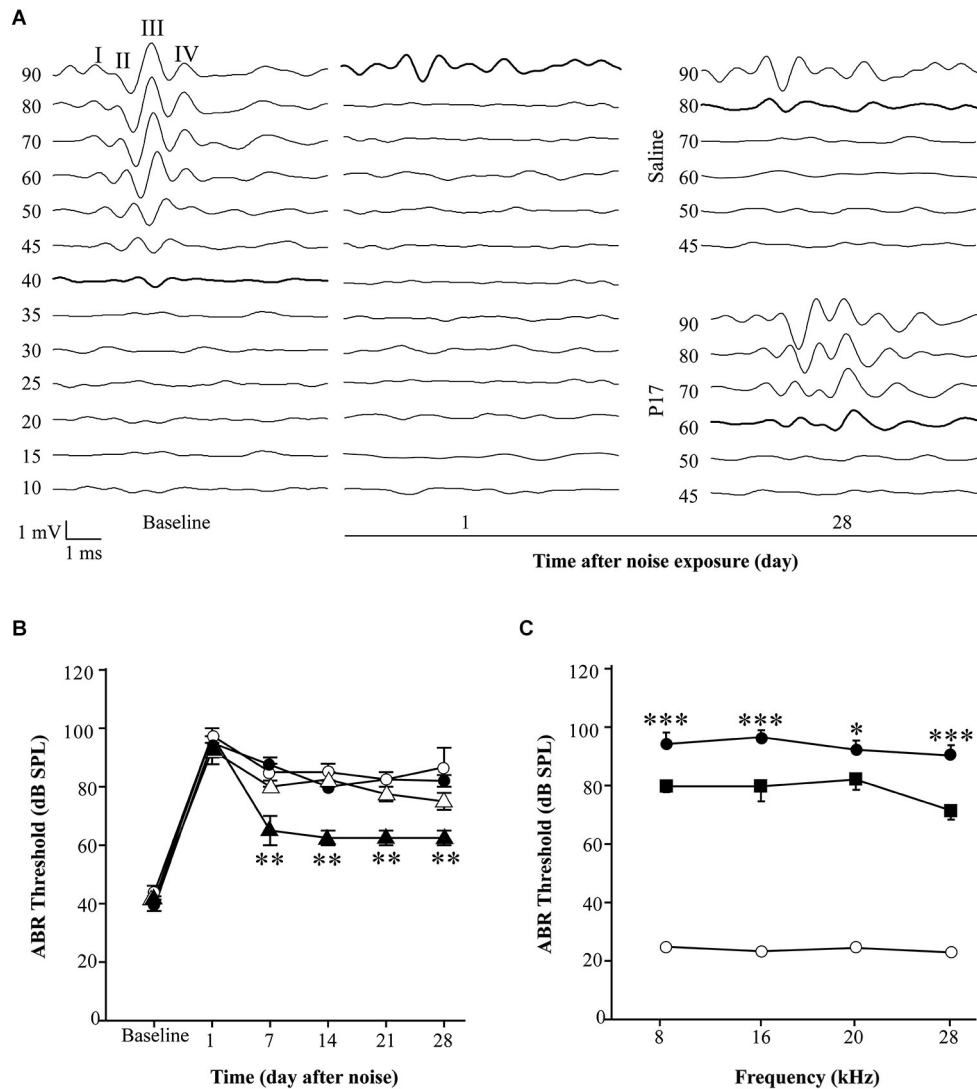 A
I II III IV
90
80
70
60
50
45
40
35
30
25
20
15
10
1 mV
1 ms
Baseline
1
Saline
90
80
70
60
50
45
P17
90
80
70
60
50
45
28
Time after noise exposure (day)
B
ABR Threshold (dB SPL)
120
100
80
60
40
20
0
** ** ** **
Baseline 1 7 14 21 28
Time (day after noise)
C
ABR Threshold (dB SPL)
120
100
80
60
40
20
0
*** *** * ***
8 16 20 28
Frequency (kHz)